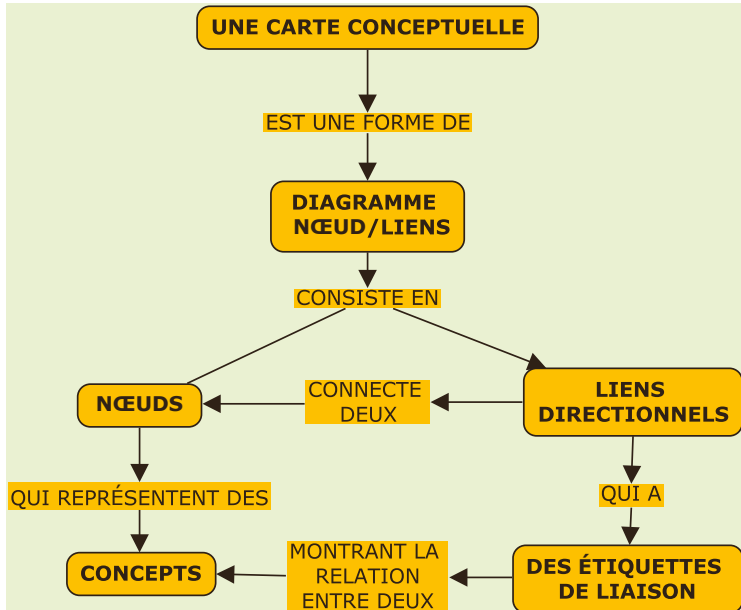 UNE CARTE CONCEPTUELLE
EST UNE FORME DE
DIAGRAMME
NŒUD/LIENS
CONSISTE EN
NŒUDS
CONNECTE
DEUX
LIENS
DIRECTIONNELS
QUI REPRÉSENTENT DES
QUI A
CONCEPTS
MONTRANT LA
RELATION
ENTRE DEUX
DES ÉTIQUETTES
DE LIAISON